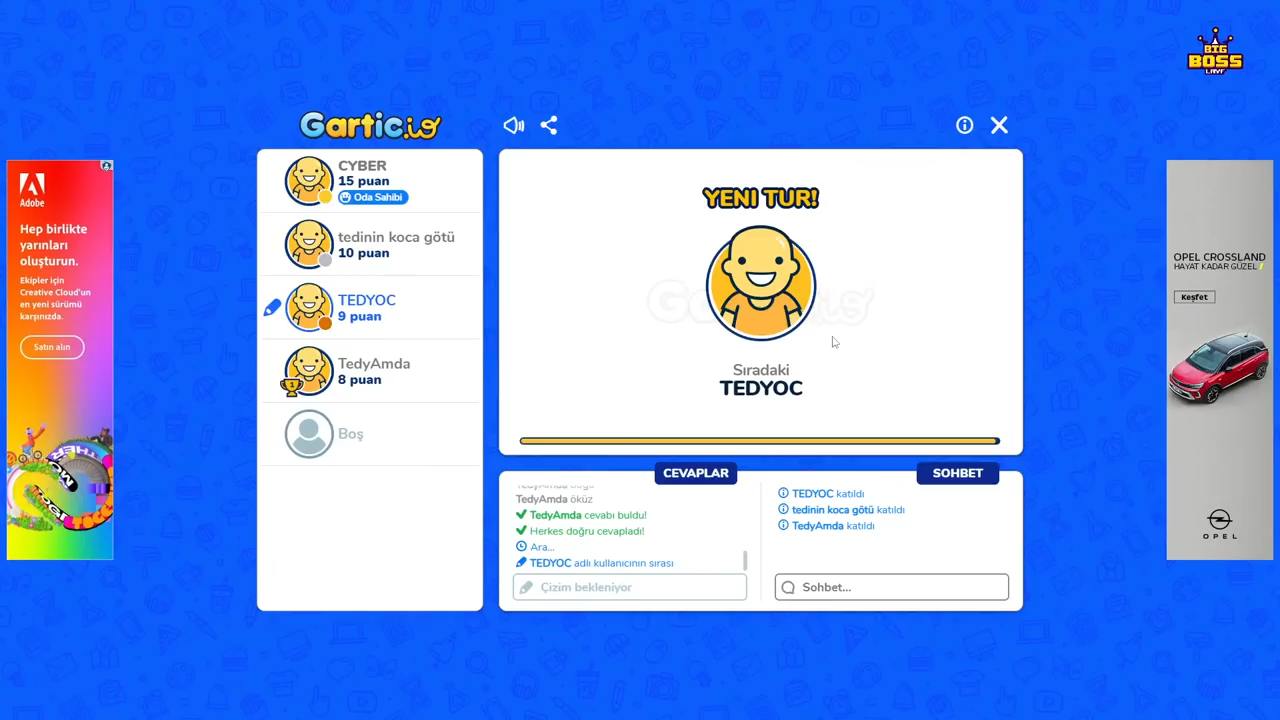 BIG
BOSS
LIVE
Gartic.io
Adobe
Hep birlikte
yarınları
oluşturun.
Ekipler için
Creative Cloud'un
en yeni sürümü
karşınızda.
Satın alın
CYBER
15 puan
Oda Sahibi
tedinin koca götü
10 puan
TEDYOC
9 puan
TedyAmda
8 puan
1
Boş
YENİ TUR!
Sıradaki
TEDYOC
CEVAPLAR
TedyAmda öküz
TedyAmda cevabı buldu!
Herkes doğru cevapladı!
Ara...
TEDYOC adlı kullanıcının sırası
Çizim bekleniyor
SOHBET
TEDYOC katıldı
tedinin koca götü katıldı
TedyAmda katıldı
Sohbet...
OPEL CROSSLAND
HAYAT KADAR GÜZEL
Keşfet
OPEL